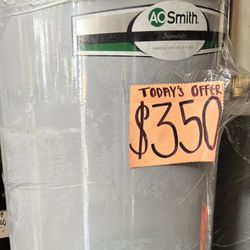 AO Smith
Signature
TODAY'S OFFER
$350